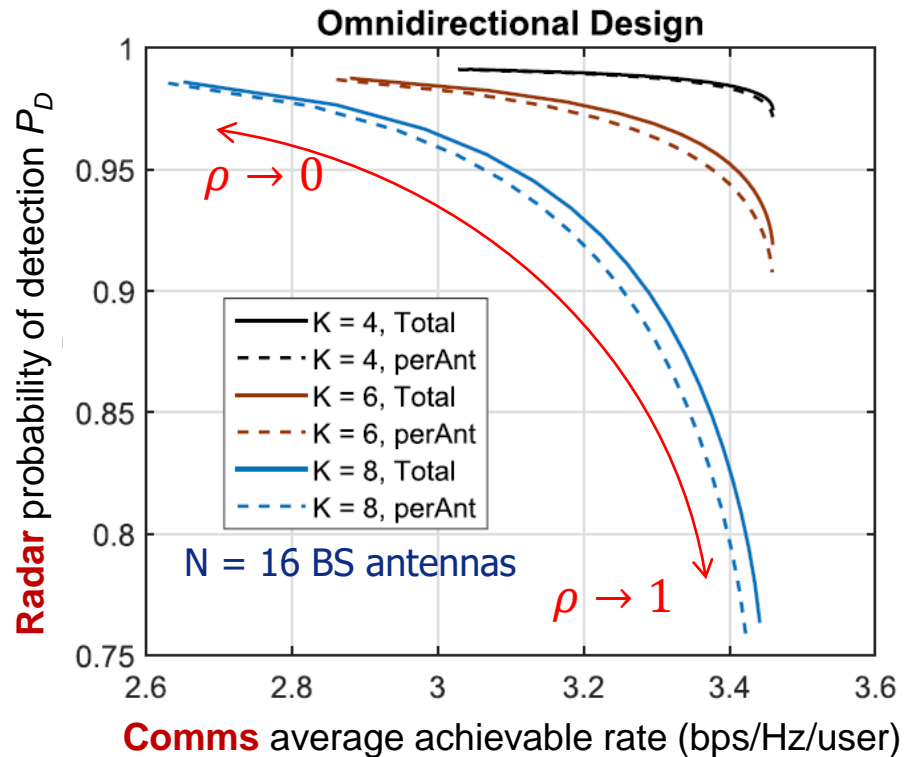 Omnidirectional Design
Radar probability of detection P_D
1
0.95
0.9
0.85
0.8
0.75
ρ → 0
K = 4, Total
K = 4, perAnt
K = 6, Total
K = 6, perAnt
K = 8, Total
K = 8, perAnt
N = 16 BS antennas
ρ → 1
2.6 2.8 3 3.2 3.4 3.6
Comms average achievable rate (bps/Hz/user)